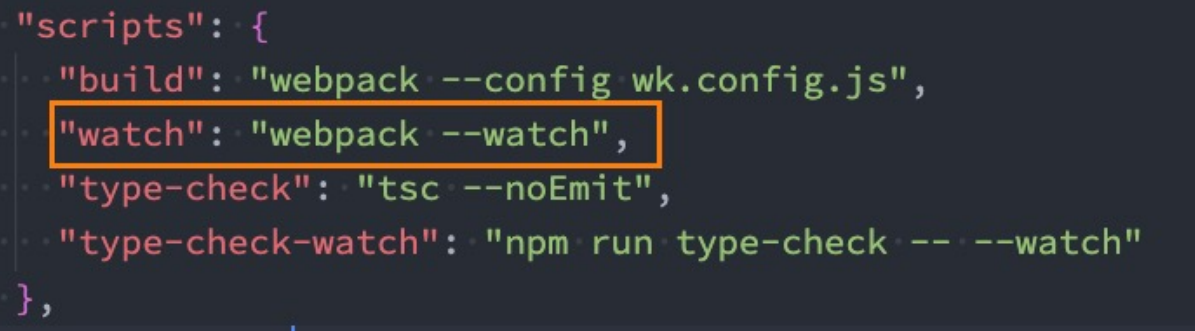 "scripts": {
"build": "webpack --config wk.config.js",
"watch": "webpack --watch",
"type-check": "tsc --noEmit",
"type-check-watch": "npm run type-check -- --watch"
},